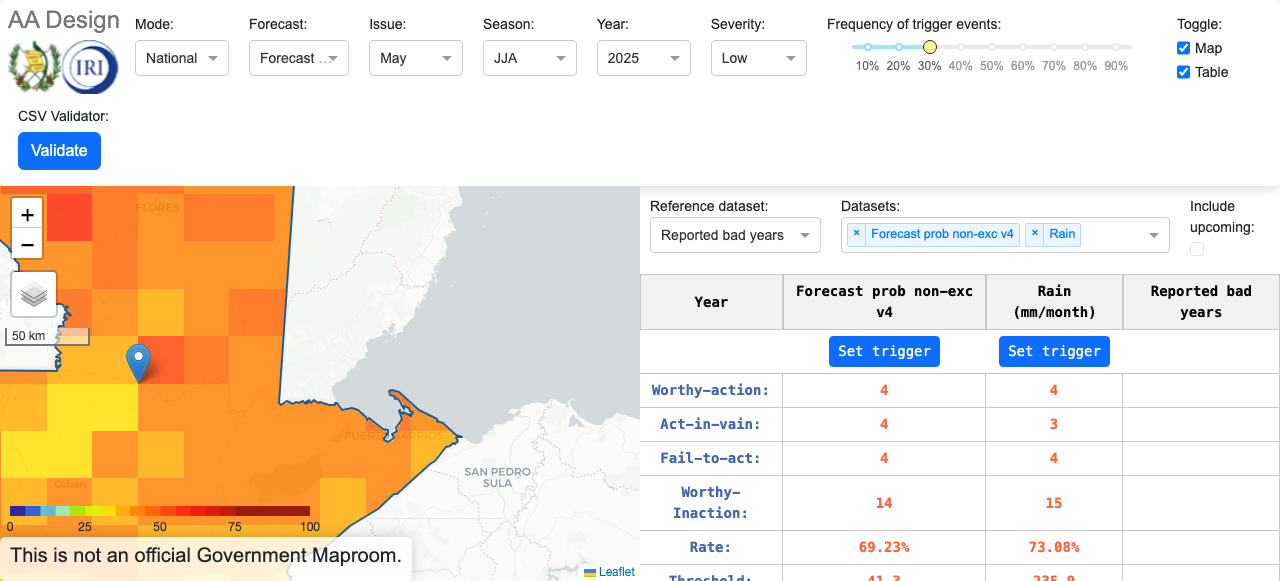 AA Design
IRI
Mode:
National
Forecast:
Forecast ...
Issue:
May
Season:
JJA
Year:
2025
Severity:
Low
Frequency of trigger events:
10% 20% 30% 40% 50% 60% 70% 80% 90%
Toggle:
Map
Table
CSV Validator:
Validate
+
−
50 km
FLORES
PUERTO BARRIOS
SAN PEDRO
SULA
Cobán
0 25 50 75 100
This is not an official Government Maproom.
Leaflet
Reference dataset:
Reported bad years
Datasets:
× Forecast prob non-exc v4 × Rain
Include
upcoming:
Year
Forecast prob non-exc
v4
Rain
(mm/month)
Reported bad
years
Set trigger Set trigger
Worthy-action: 4 4
Act-in-vain: 4 3
Fail-to-act: 4 4
Worthy-
Inaction: 14 15
Rate: 69.23% 73.08%
Threshold: 41.3 235.9